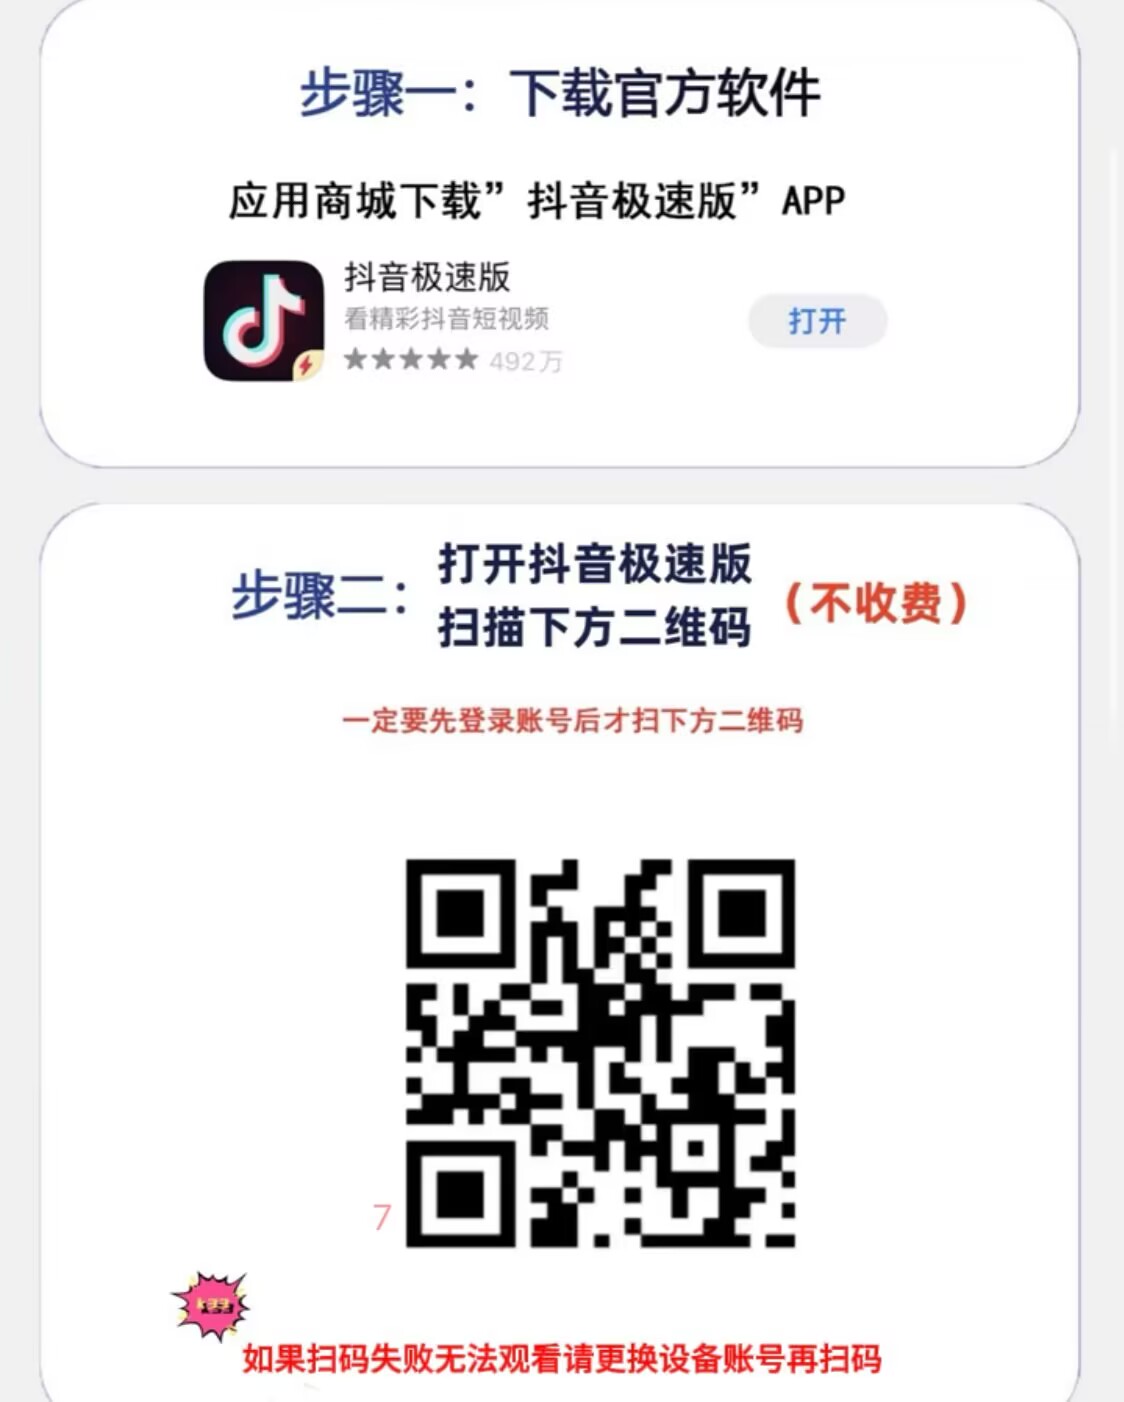 步骤一：下载官方软件
应用商城下载”抖音极速版”APP
抖音极速版
看精彩抖音短视频
★★★★★ 492万
打开
步骤二：打开抖音极速版
扫描下方二维码
（不收费）
一定要先登录账号后才扫下方二维码
7
如果扫码失败无法观看请更换设备账号再扫码